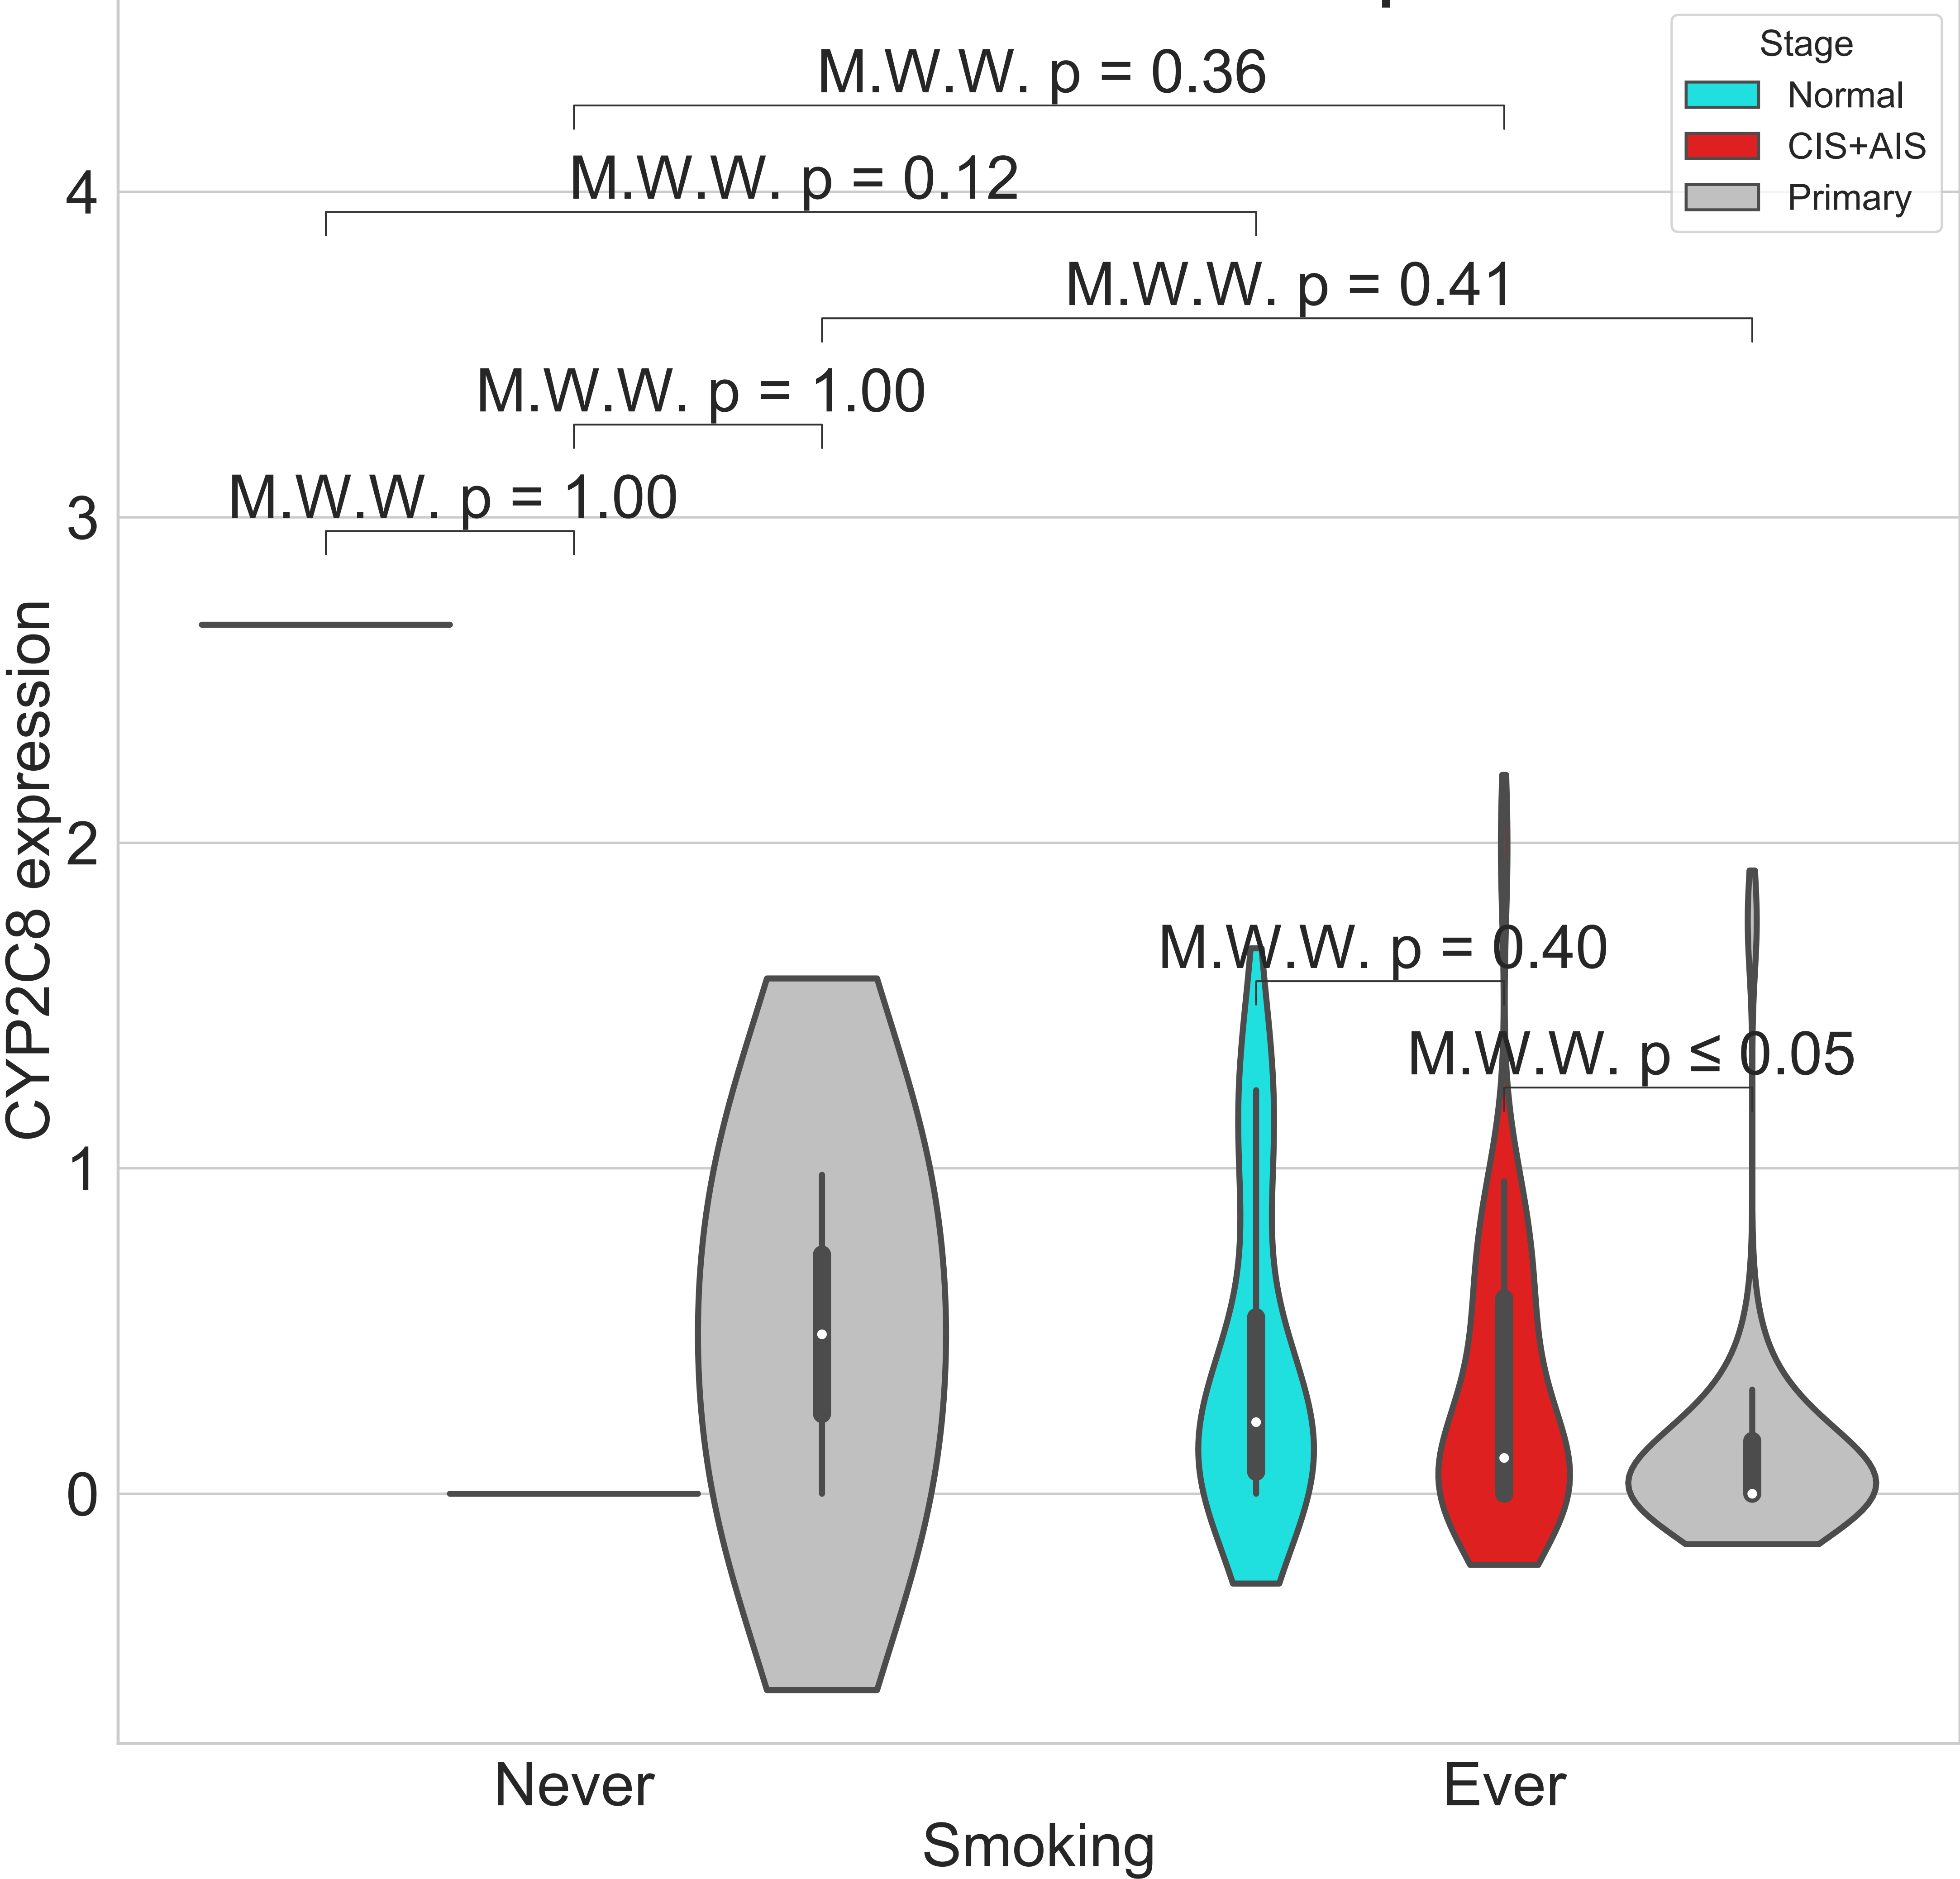 Stage
Normal
CIS+AIS
Primary
M.W.W. p = 0.36
M.W.W. p = 0.12
M.W.W. p = 0.41
M.W.W. p = 1.00
M.W.W. p = 1.00
M.W.W. p = 0.40
M.W.W. p ≤ 0.05
4
3
2
1
0
CYP2C8 expression
Never
Ever
Smoking